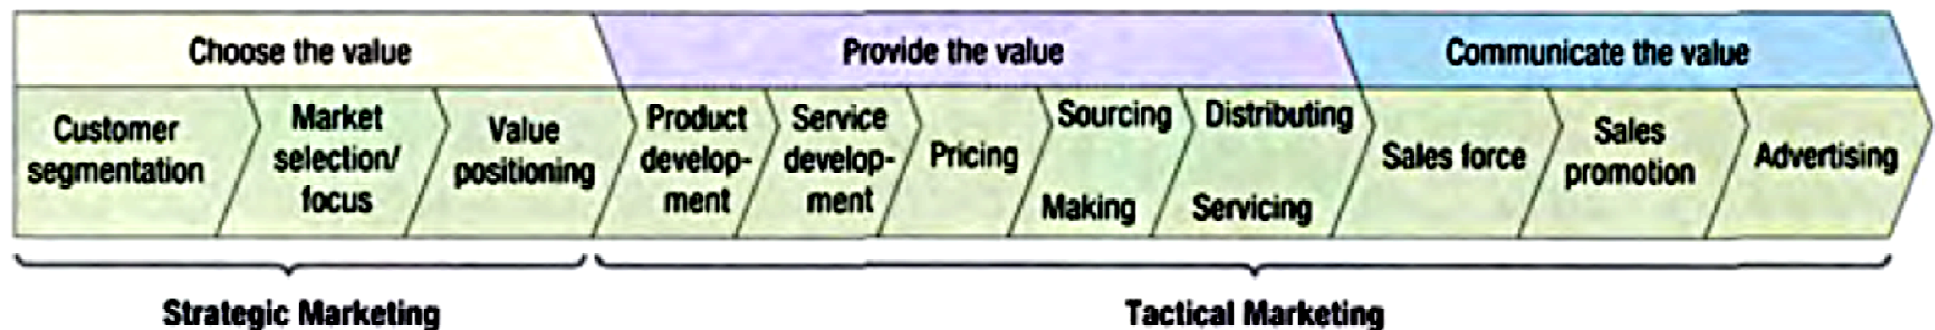 Choose the value
Provide the value
Communicate the value
Customer
segmentation
Market
selection/
focus
Value
positioning
Product
develop-
ment
Service
develop-
ment
Pricing
Sourcing
Making
Distributing
Servicing
Sales force
Sales
promotion
Advertising
Strategic Marketing
Tactical Marketing